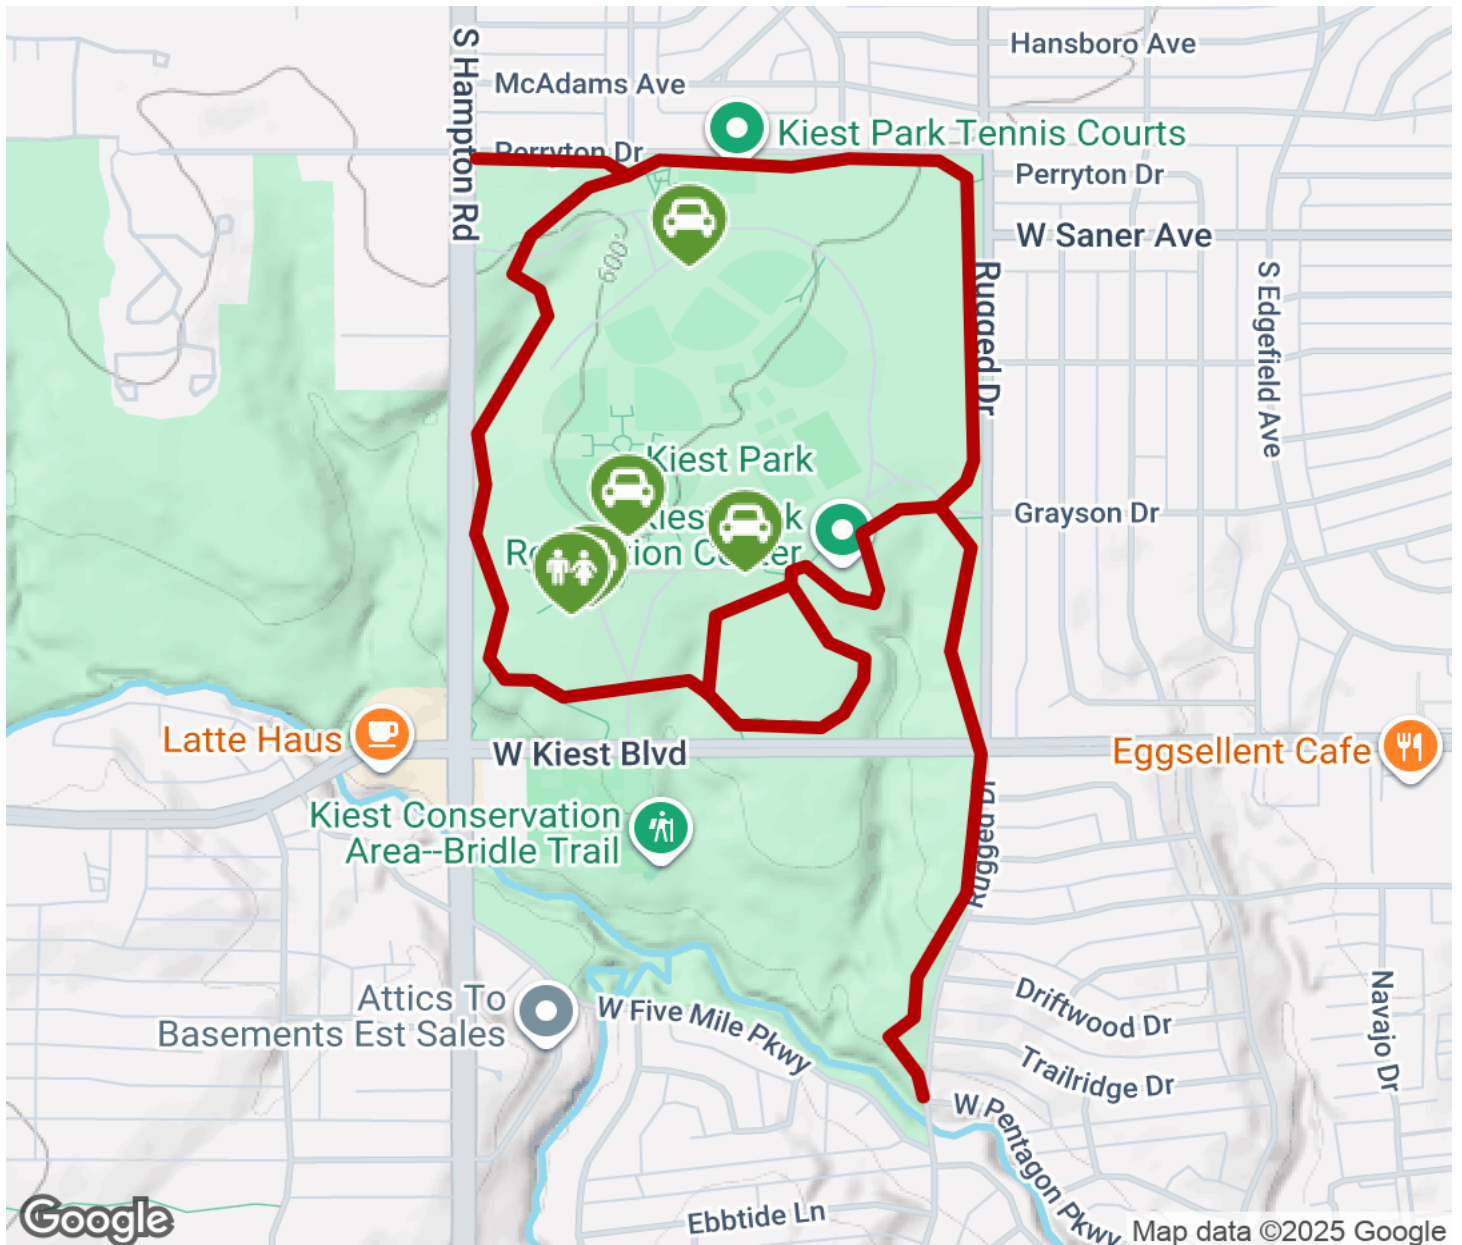 S Hampton Rd
Hansboro Ave
McAdams Ave
Kiest Park Tennis Courts
Perryton Dr
Perryton Dr
W Saner Ave
600'
Rugged Dr
S Edgefield Ave
Kiest Park
Grayson Dr
Latte Haus
W Kiest Blvd
Eggsellent Cafe
Kiest Conservation
Area--Bridle Trail
Rugged Dr
Attics To
Basements Est Sales
W Five Mile Pkwy
Driftwood Dr
Navajo Dr
Trailridge Dr
W Pentagon Pkwy
Ebbtide Ln
Google
Map data ©2025 Google